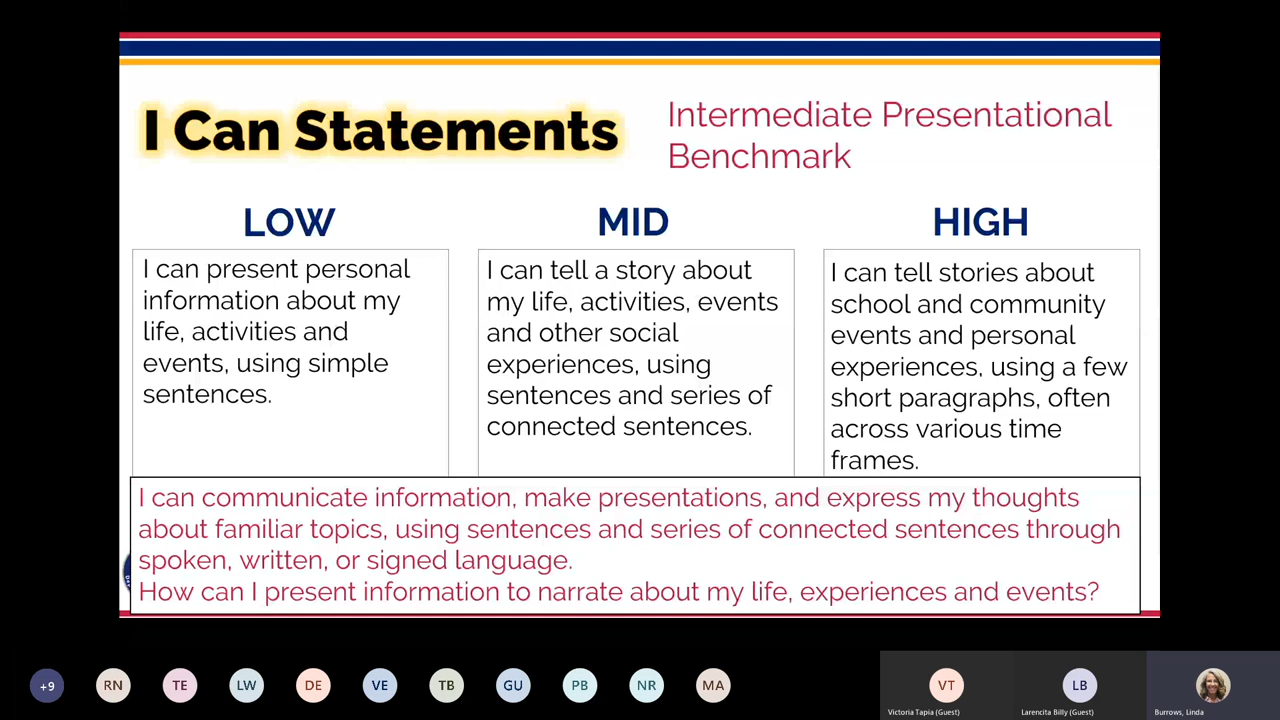 I Can Statements
Intermediate Presentational
Benchmark
LOW
I can present personal
information about my
life, activities and
events, using simple
sentences.
MID
I can tell a story about
my life, activities, events
and other social
experiences, using
sentences and series of
connected sentences.
HIGH
I can tell stories about
school and community
events and personal
experiences, using a few
short paragraphs, often
across various time
frames.
I can communicate information, make presentations, and express my thoughts
about familiar topics, using sentences and series of connected sentences through
spoken, written, or signed language.
How can I present information to narrate about my life, experiences and events?
+9
RN
TE
LW
DE
VE
TB
GU
PB
NR
MA
VT
Victoria Tapia (Guest)
LB
Larencita Billy (Guest)
Burrows, Linda